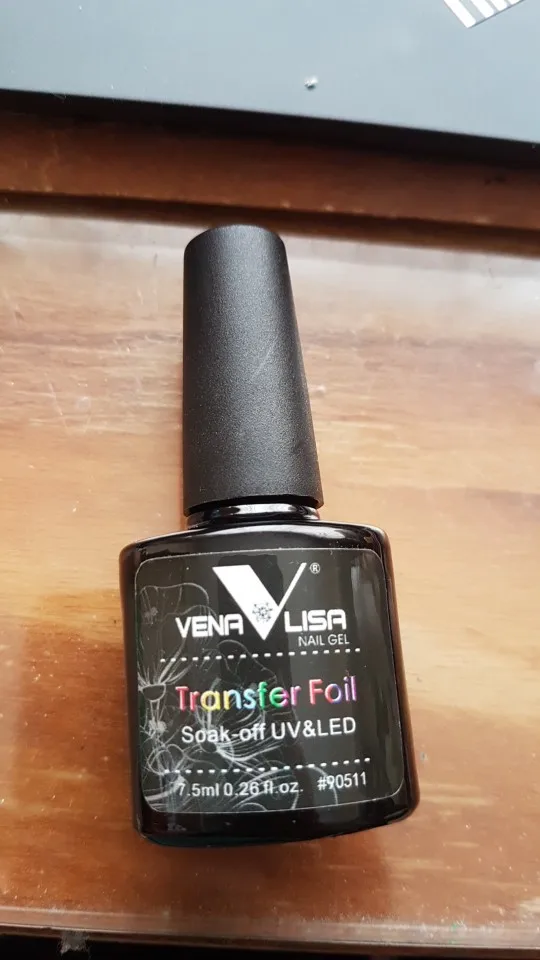 VENA LISA ®
NAIL GEL
Transfer Foil
Soak-off UV&LED
7.5ml 0.26 fl.oz. #90511